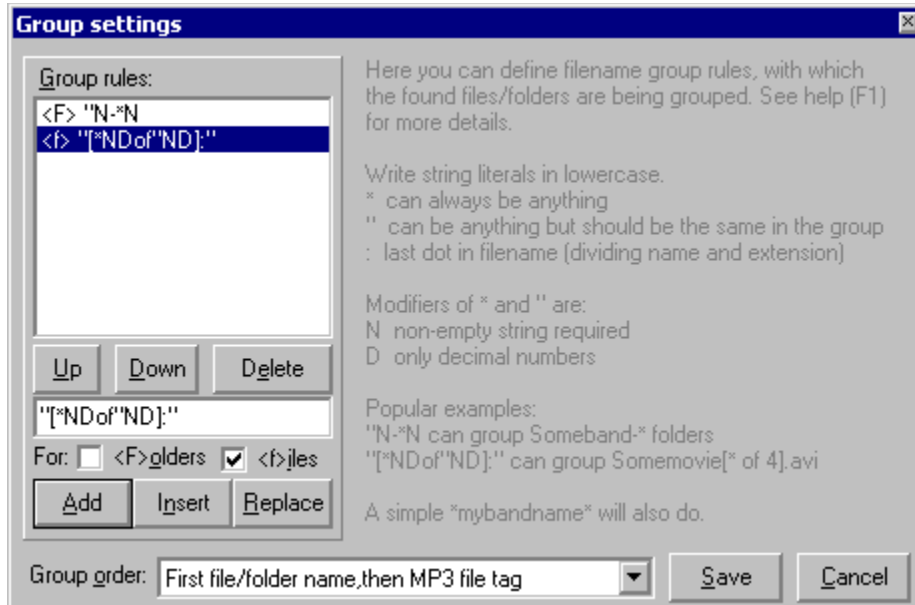 Group settings
Group rules:
<F> "N-*N
<f> "[*NDof"ND]:"
Up
Down
Delete
"[*NDof"ND]:"
For: <F>olders <f>iles
Add
Insert
Replace
Here you can define filename group rules, with which
the found files/folders are being grouped. See help (F1)
for more details.
Write string literals in lowercase.
* can always be anything
" can be anything but should be the same in the group
: last dot in filename (dividing name and extension)
Modifiers of * and " are:
N non-empty string required
D only decimal numbers
Popular examples:
"N-*N can group Someband-* folders
"[*NDof"ND]:" can group Somemovie[* of 4].avi
A simple *mybandname* will also do.
Group order: First file/folder name,then MP3 file tag
Save
Cancel